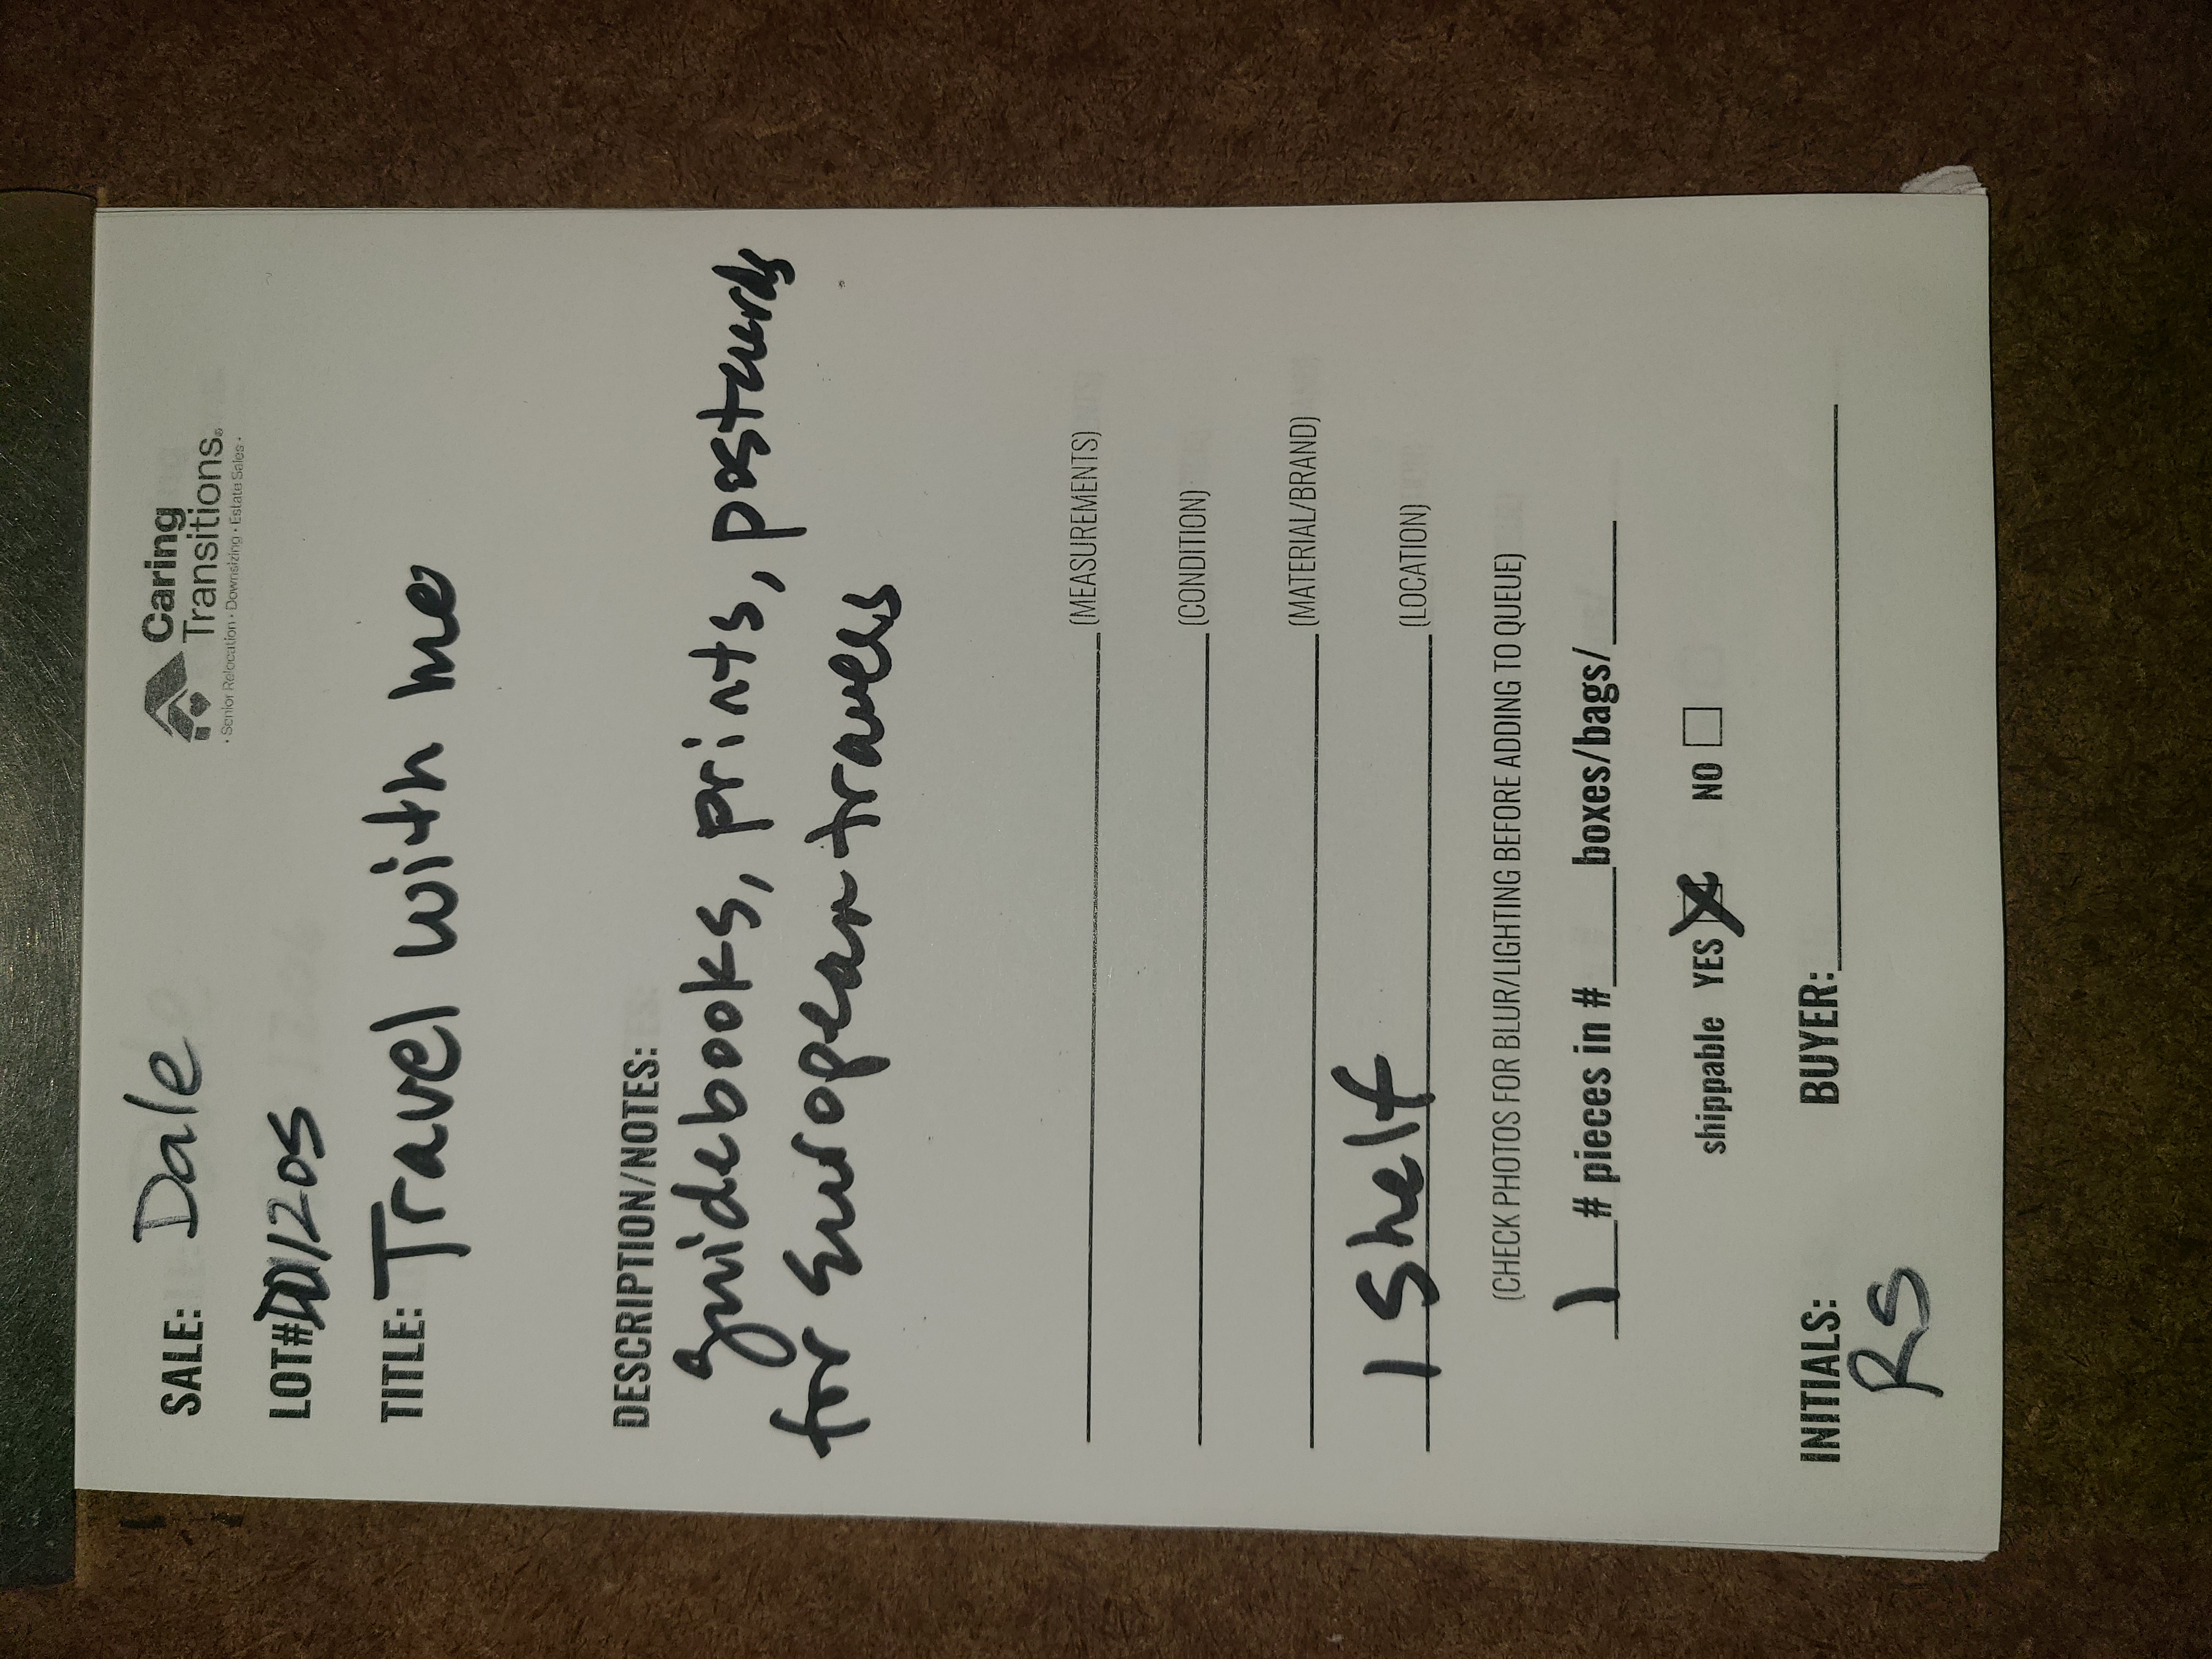 SALE: Dale
Caring
Transitions®
• Senior Relocation • Downsizing • Estate Sales •
LOT# DD1205
TITLE: Travel with me
DESCRIPTION/NOTES:
guidebooks, prints, postcards
for European travels
(MEASUREMENTS)
(CONDITION)
(MATERIAL/BRAND)
1 Shelf (LOCATION)
(CHECK PHOTOS FOR BLUR/LIGHTING BEFORE ADDING TO QUEUE)
1 # pieces in # boxes/bags/
shippable YES X NO
INITIALS: BUYER:
RS